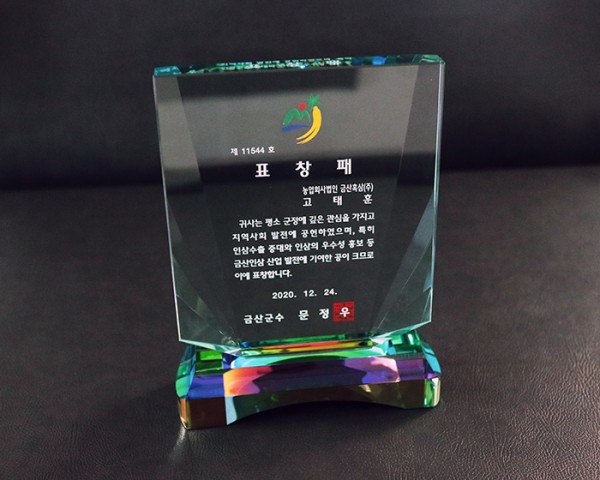 제 11544 호
표 창 패
농업회사법인 금산흑삼(주)
고 태 훈
귀사는 평소 군정에 깊은 관심을 가지고
지역사회 발전에 공헌하였으며, 특히
인삼수출 증대와 인삼의 우수성 홍보 등
금산인삼 산업 발전에 기여한 공이 크므로
이에 표창합니다.
2020. 12. 24.
금산군수 문 정 우